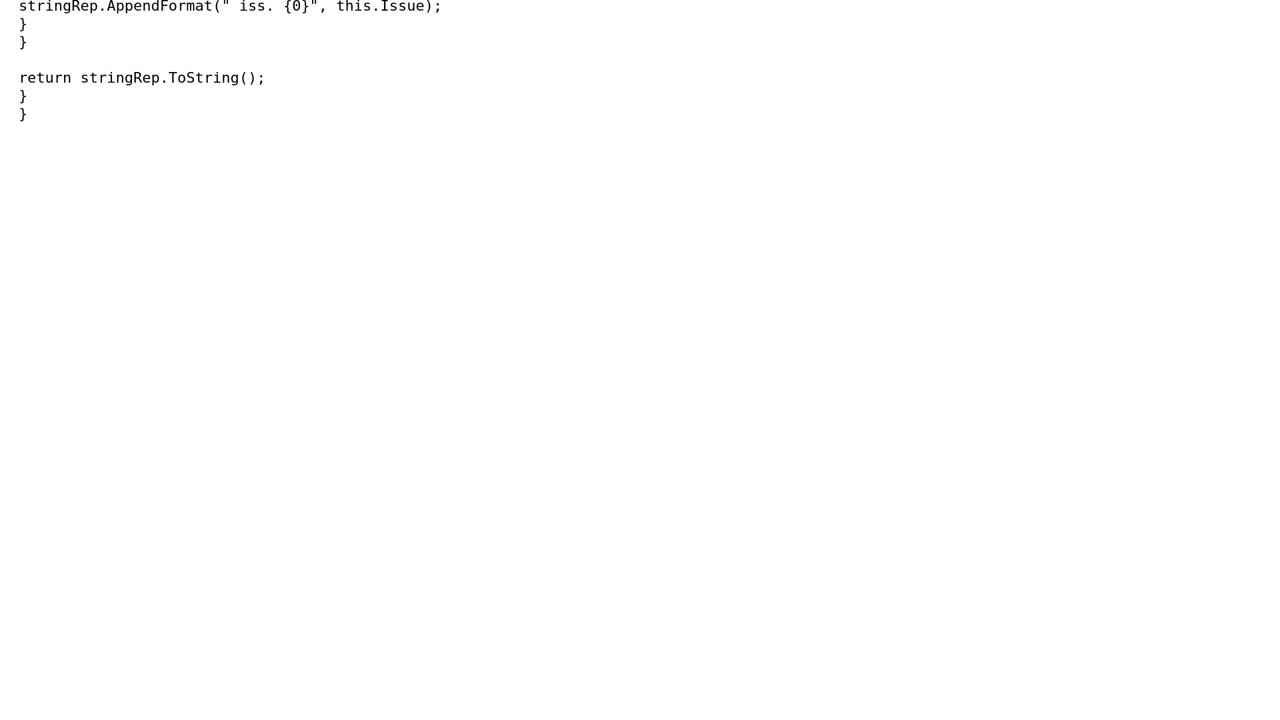 stringRep.AppendFormat(" iss. {0}", this.Issue);
}
}
return stringRep.ToString();
}
}